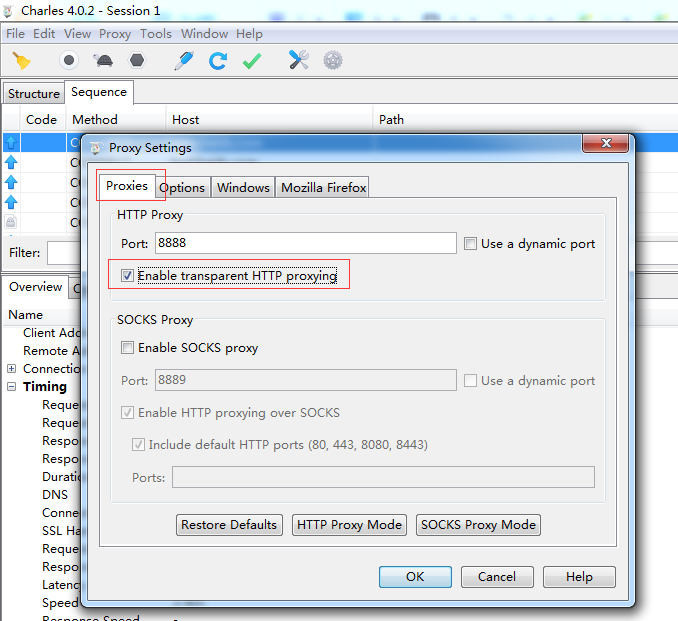 Charles 4.0.2 - Session 1
File Edit View Proxy Tools Window Help
Structure Sequence
Code Method Host Path
Proxy Settings
Proxies Options Windows Mozilla Firefox
HTTP Proxy
Port: 8888 Use a dynamic port
Filter:
Enable transparent HTTP proxying
Overview
Name
SOCKS Proxy
Client Add
Enable SOCKS proxy
Remote A
Connectio
Port: 8889 Use a dynamic port
Timing
Reque
Enable HTTP proxying over SOCKS
Reque
Respo
Include default HTTP ports (80, 443, 8080, 8443)
Respo
Duratio
Ports:
DNS
Conne
Restore Defaults HTTP Proxy Mode SOCKS Proxy Mode
SSL Ha
Reque
Respo
OK Cancel Help
Latency
Speed